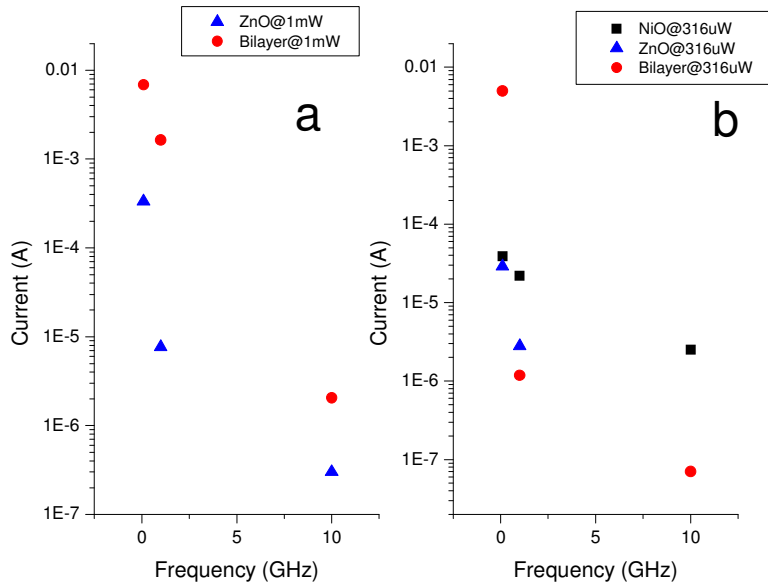 ZnO@1mW
Bilayer@1mW
a
0.01
1E-3
1E-4
1E-5
1E-6
1E-7
Current (A)
0
5
10
Frequency (GHz)
NiO@316uW
ZnO@316uW
Bilayer@316uW
b
0.01
1E-3
1E-4
1E-5
1E-6
1E-7
Current (A)
0
5
10
Frequency (GHz)